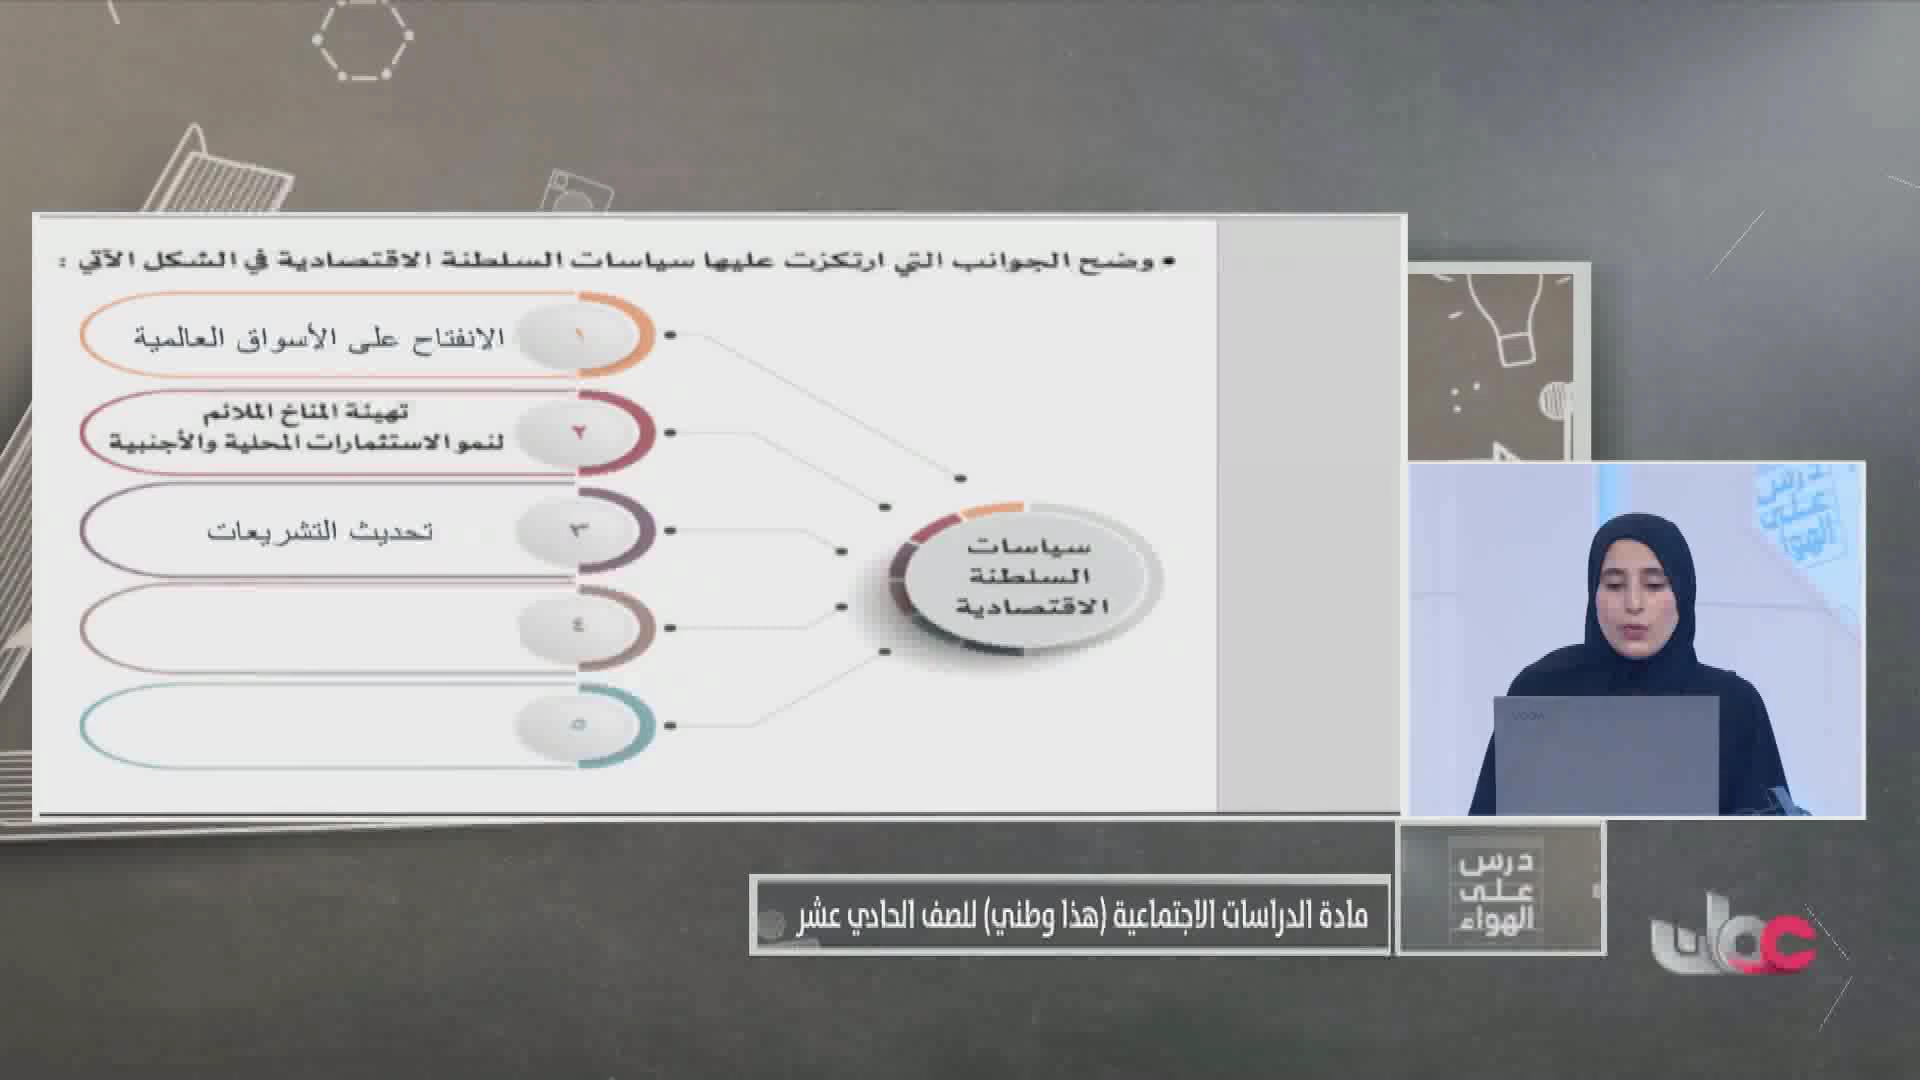 • وضح الجوانب التي ارتكزت عليها سياسات السلطنة الاقتصادية في الشكل الآتي :
١
الانفتاح على الأسواق العالمية
٢
تهيئة المناخ الملائم
لنمو الاستثمارات المحلية والأجنبية
٣
تحديث التشريعات
٤
٥
سياسات
السلطنة
الاقتصادية
درس
على
الهواء
مادة الدراسات الاجتماعية (هذا وطني) للصف الحادي عشر
درس
على
الهواء
عمان